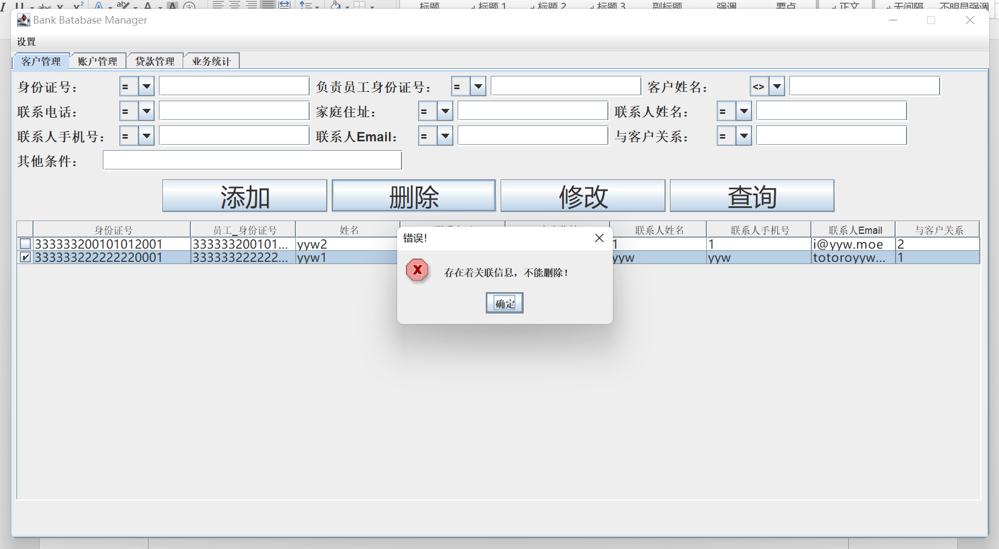 标题 标题 1 标题 2 标题 3 副标题 强调 要点 正文 无间隔 不明显强调
Bank Batabase Manager
设置
客户管理 账户管理 贷款管理 业务统计
身份证号： = 负责员工身份证号： = 客户姓名： <>
联系电话： = 家庭住址： = 联系人姓名： =
联系人手机号： = 联系人Email： = 与客户关系： =
其他条件：
添加 删除 修改 查询
身份证号 员工_身份证号 姓名 联系人姓名 联系人手机号 联系人Email 与客户关系
333333200101012001 333333200101... yyw2 1 1 i@yyw.moe 2
333333222222220001 333333222222... yyw1 yyw yyw totoroyyw... 1
错误！
存在着关联信息，不能删除！
确定